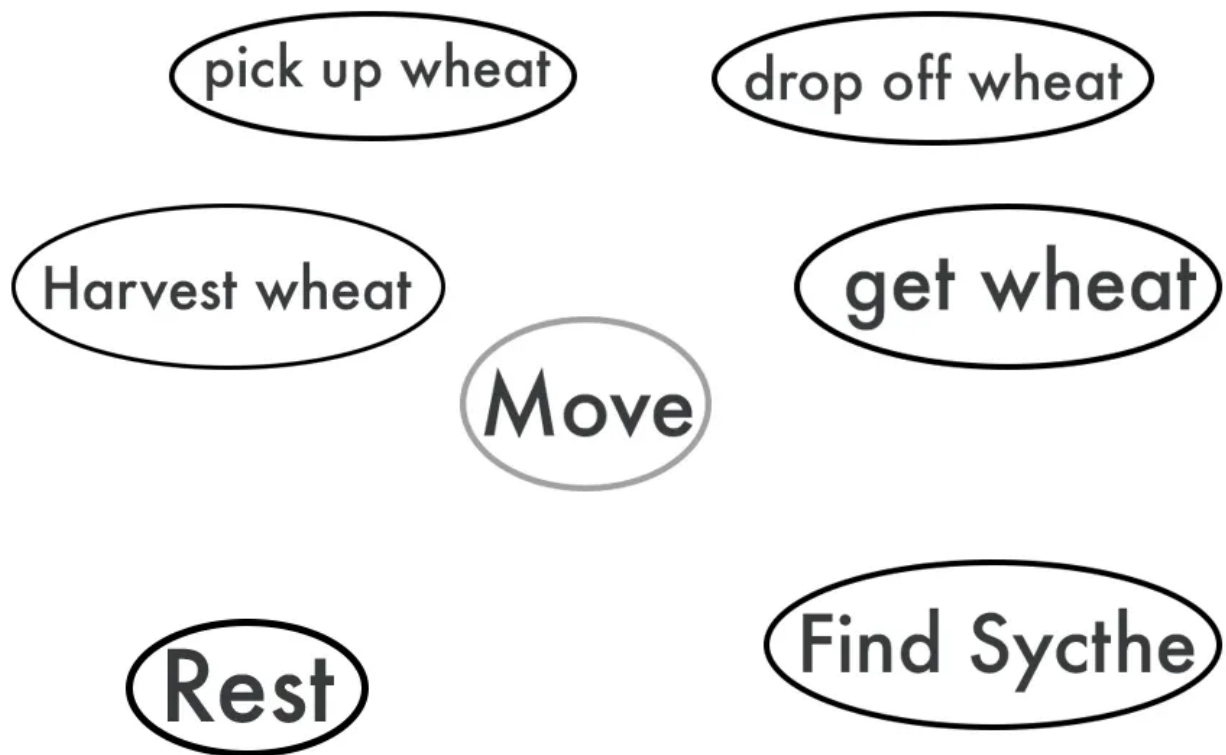 pick up wheat
drop off wheat
Harvest wheat
get wheat
Move
Find Sycthe
Rest